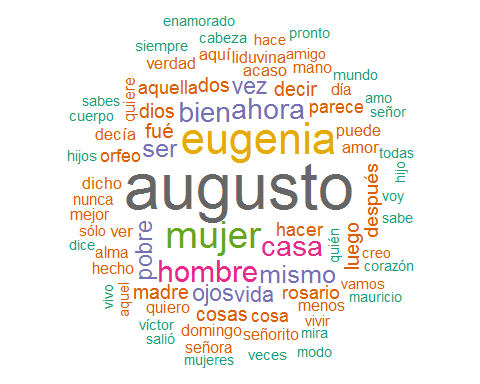 enamorado
cabeza hace pronto
siempre aquí liduvina amigo
verdad acaso mano
quiere aquella dos vez decir día mundo
sabes dios bien ahora parece amo
cuerpo señor
decía fué eugenia puede
hijos orfeo ser amor todas
dicho augusto después hijo
nunca voy
mejor sabe
sólo ver pobre mujer hacer quién luego
dice casa creo
alma hombre mismo corazón
hecho vamos
vivo aquel madre ojos vida rosario mauricio
quiero menos
víctor cosas cosa vivir
salió domingo señorito mira
señora
mujeres veces modo